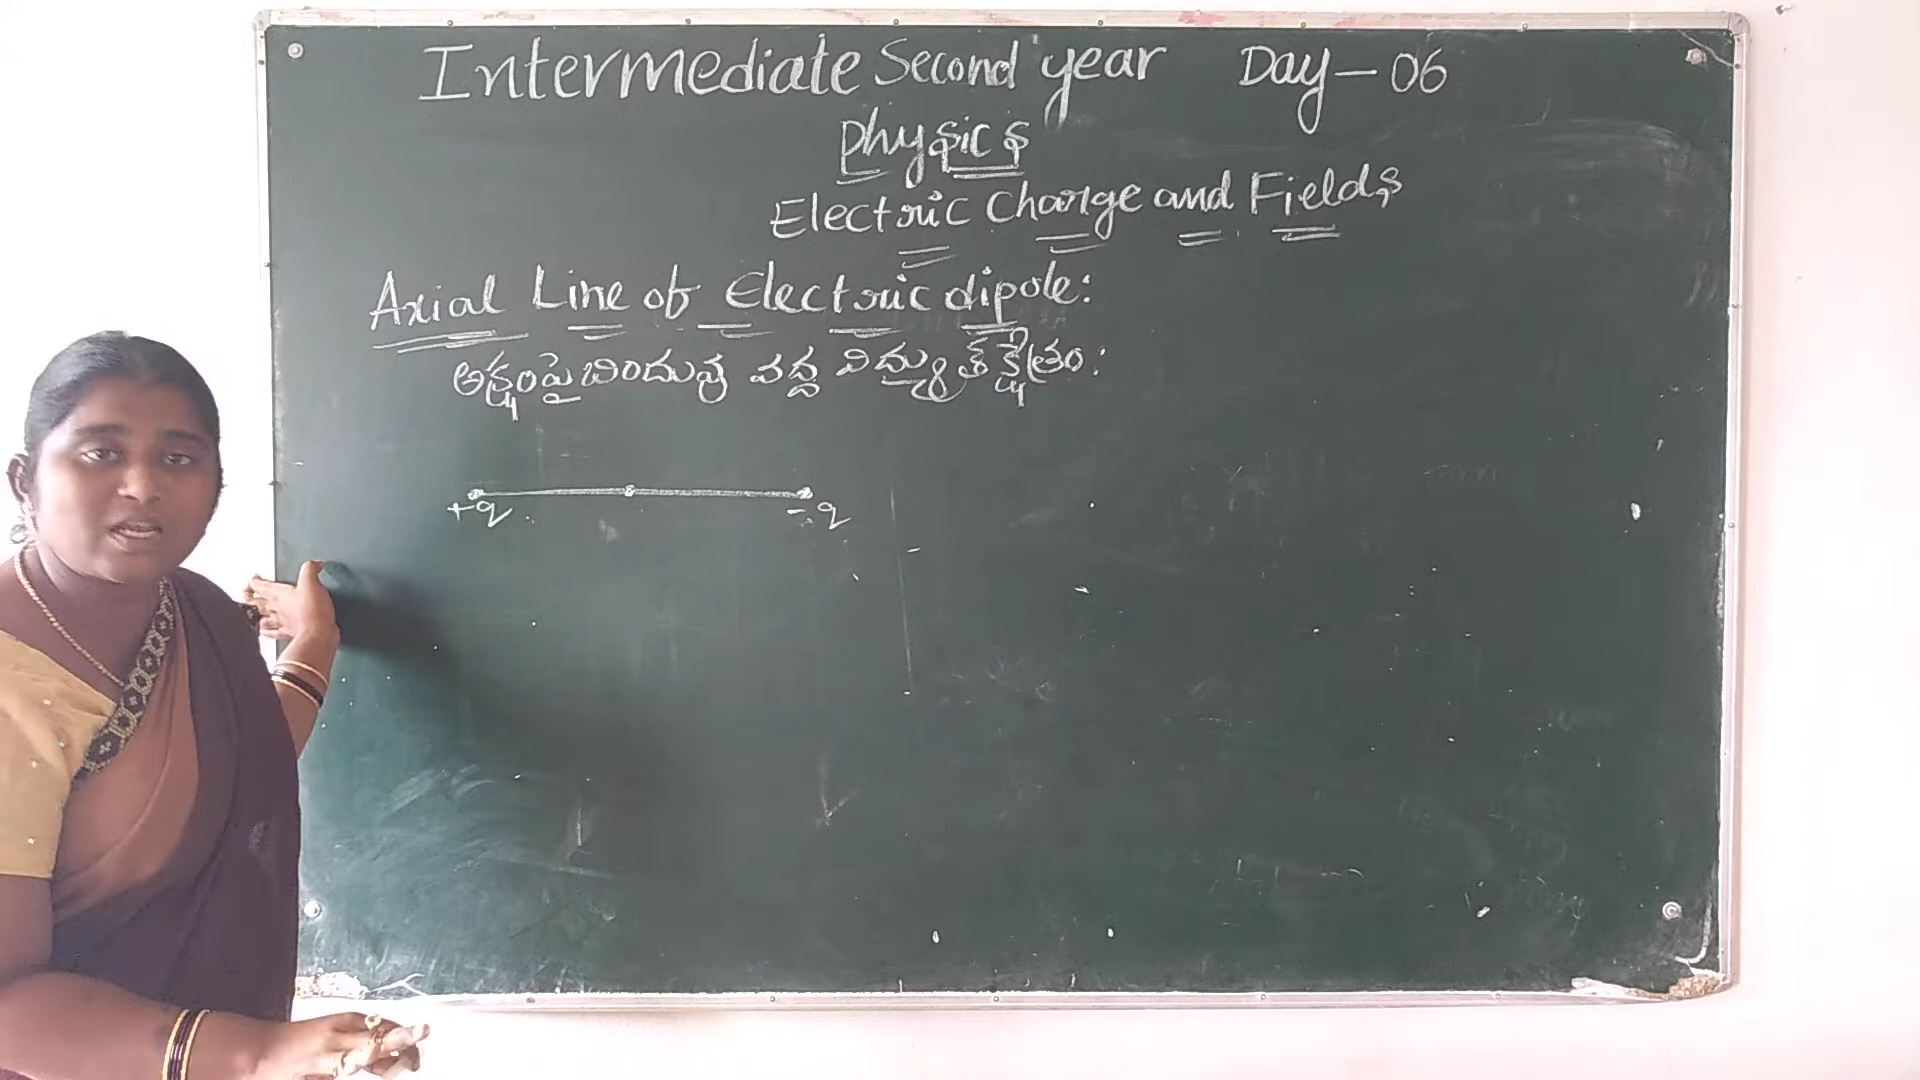 Intermediate Second year Day - 06
Physics
Electric Charge and Fields
Axial Line of Electric dipole:
అక్షంపై బిందువు వద్ద విద్యుత్ క్షేత్రం:
+q -q